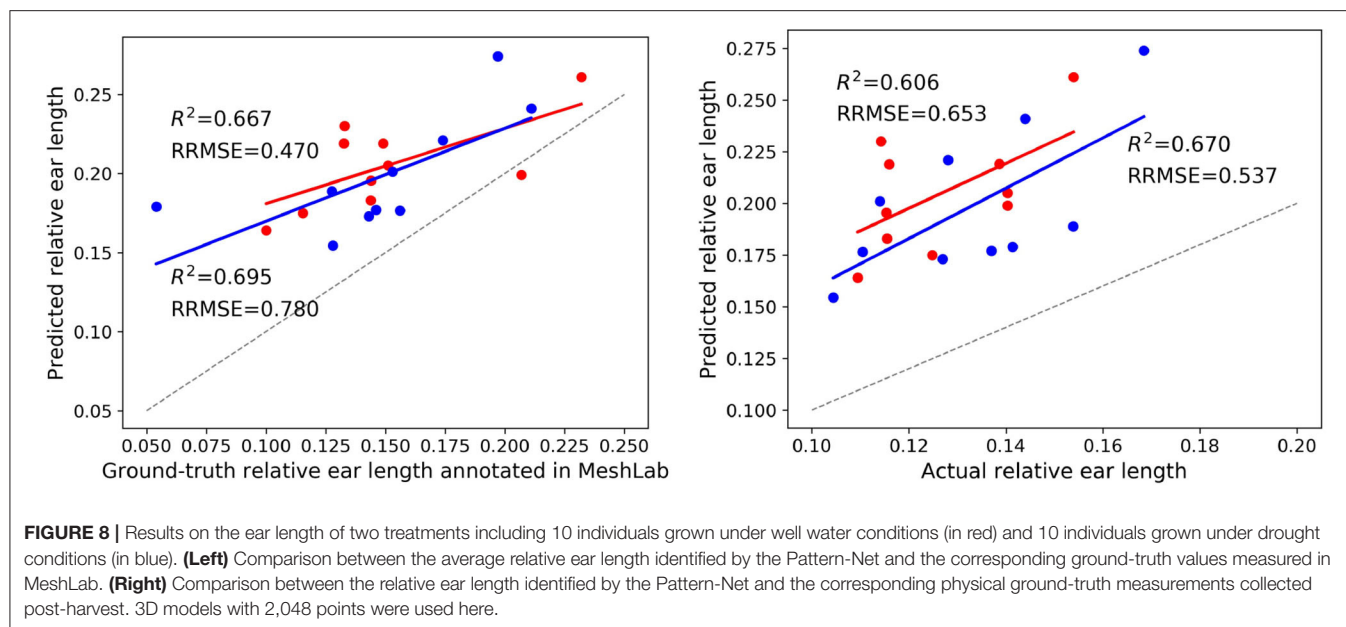 Predicted relative ear length
0.25
0.20
0.15
0.10
0.05
R²=0.667
RRMSE=0.470
R²=0.695
RRMSE=0.780
0.050 0.075 0.100 0.125 0.150 0.175 0.200 0.225 0.250
Ground-truth relative ear length annotated in MeshLab
Predicted relative ear length
0.275
0.250
0.225
0.200
0.175
0.150
0.125
0.100
R²=0.606
RRMSE=0.653
R²=0.670
RRMSE=0.537
0.10 0.12 0.14 0.16 0.18 0.20
Actual relative ear length
FIGURE 8 | Results on the ear length of two treatments including 10 individuals grown under well water conditions (in red) and 10 individuals grown under drought
conditions (in blue). (Left) Comparison between the average relative ear length identified by the Pattern-Net and the corresponding ground-truth values measured in
MeshLab. (Right) Comparison between the relative ear length identified by the Pattern-Net and the corresponding physical ground-truth measurements collected
post-harvest. 3D models with 2,048 points were used here.